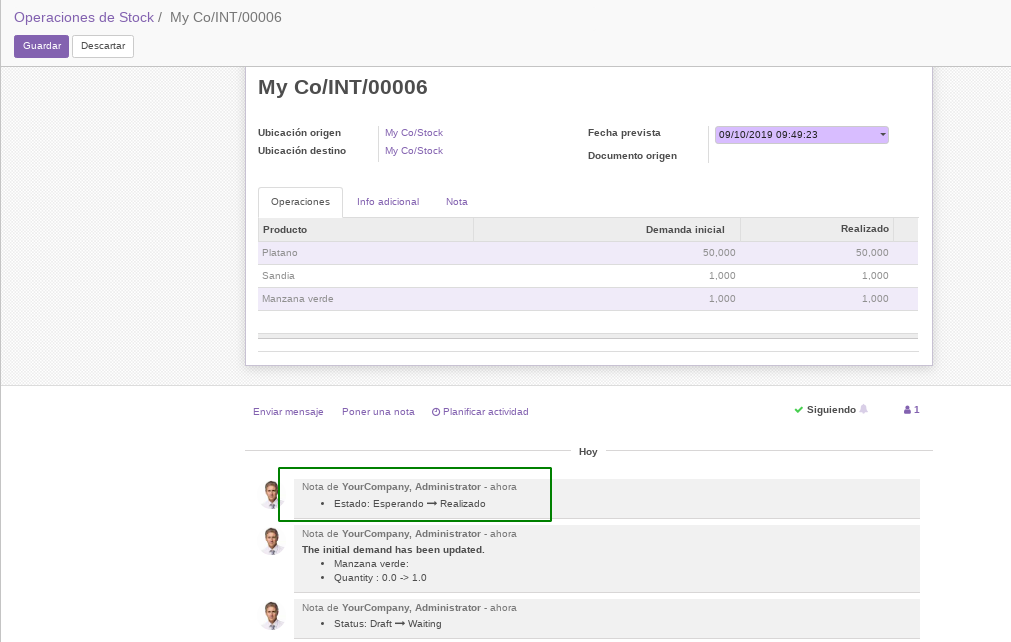 Operaciones de Stock / My Co/INT/00006
Guardar Descartar
My Co/INT/00006
Ubicación origen My Co/Stock Fecha prevista 09/10/2019 09:49:23
Ubicación destino My Co/Stock Documento origen
Operaciones Info adicional Nota
Producto Demanda inicial Realizado
Platano 50,000 50,000
Sandia 1,000 1,000
Manzana verde 1,000 1,000
Enviar mensaje Poner una nota Planificar actividad Siguiendo 1
Hoy
Nota de YourCompany, Administrator - ahora
• Estado: Esperando → Realizado
Nota de YourCompany, Administrator - ahora
The initial demand has been updated.
• Manzana verde:
• Quantity : 0.0 -> 1.0
Nota de YourCompany, Administrator - ahora
• Status: Draft → Waiting